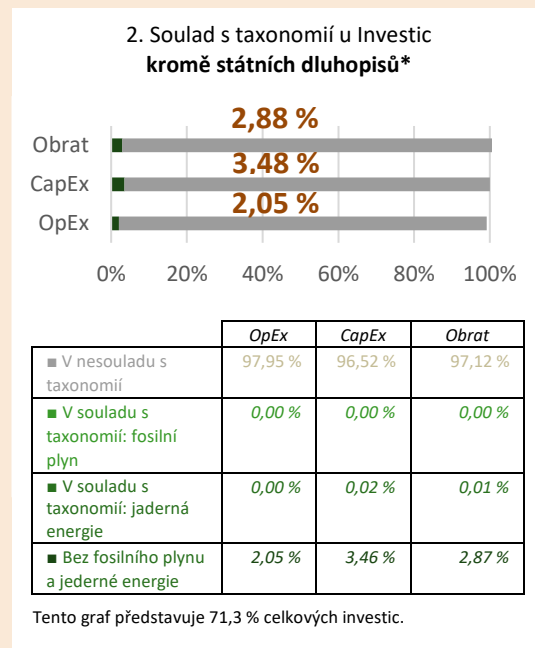 2. Soulad s taxonomií u Investic
kromě státních dluhopisů*
2,88 %
Obrat
3,48 %
CapEx
2,05 %
OpEx
0% 20% 40% 60% 80% 100%
OpEx CapEx Obrat
■ V nesouladu s 97,95 % 96,52 % 97,12 %
taxonomií
■ V souladu s 0,00 % 0,00 % 0,00 %
taxonomií: fosilní
plyn
■ V souladu s 0,00 % 0,02 % 0,01 %
taxonomií: jaderná
energie
■ Bez fosilního plynu 2,05 % 3,46 % 2,87 %
a jederné energie
Tento graf představuje 71,3 % celkových investic.